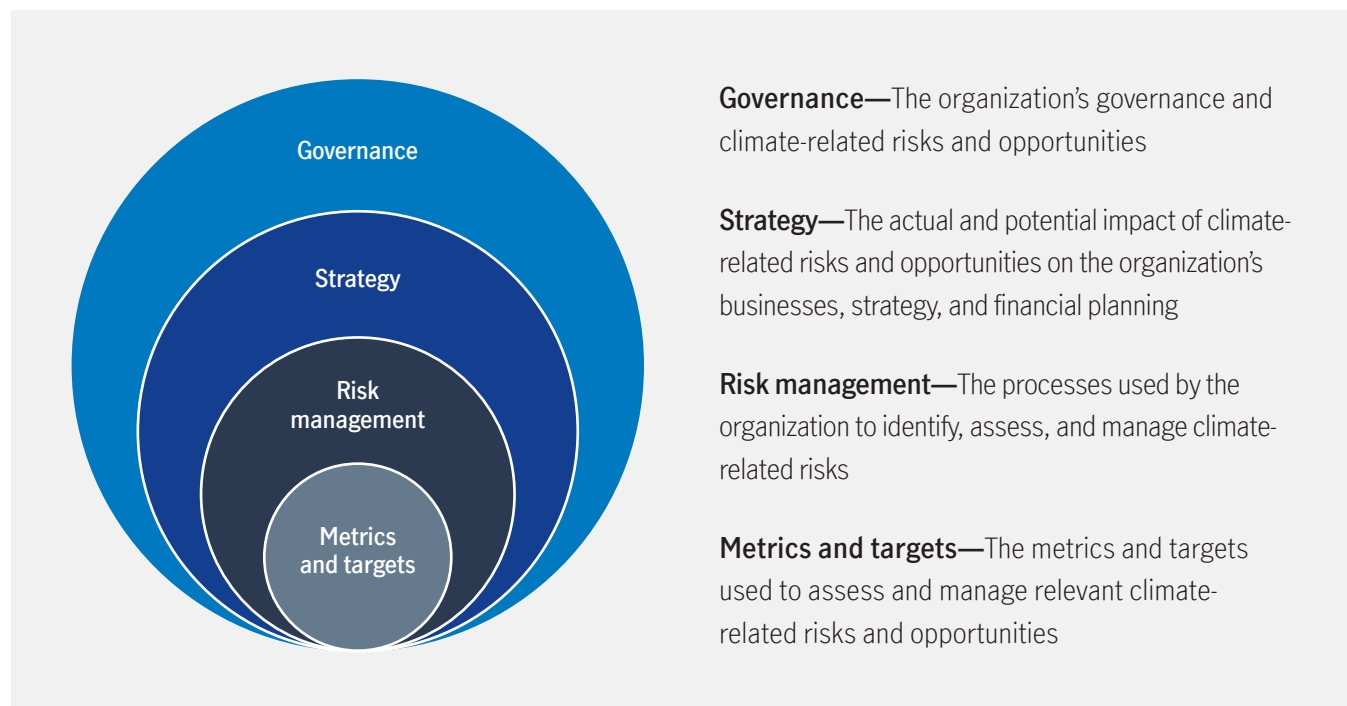 Governance
Strategy
Risk
management
Metrics
and targets
Governance—The organization’s governance and
climate-related risks and opportunities
Strategy—The actual and potential impact of climate-
related risks and opportunities on the organization’s
businesses, strategy, and financial planning
Risk management—The processes used by the
organization to identify, assess, and manage climate-
related risks
Metrics and targets—The metrics and targets
used to assess and manage relevant climate-
related risks and opportunities